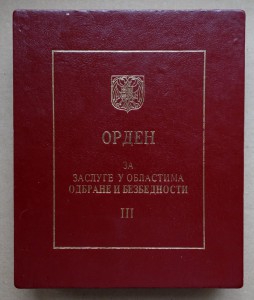 ОРДЕН
ЗА
ЗАСЛУГЕ У ОБЛАСТИМА
ОДБРАНЕ И БЕЗБЕДНОСТИ
III